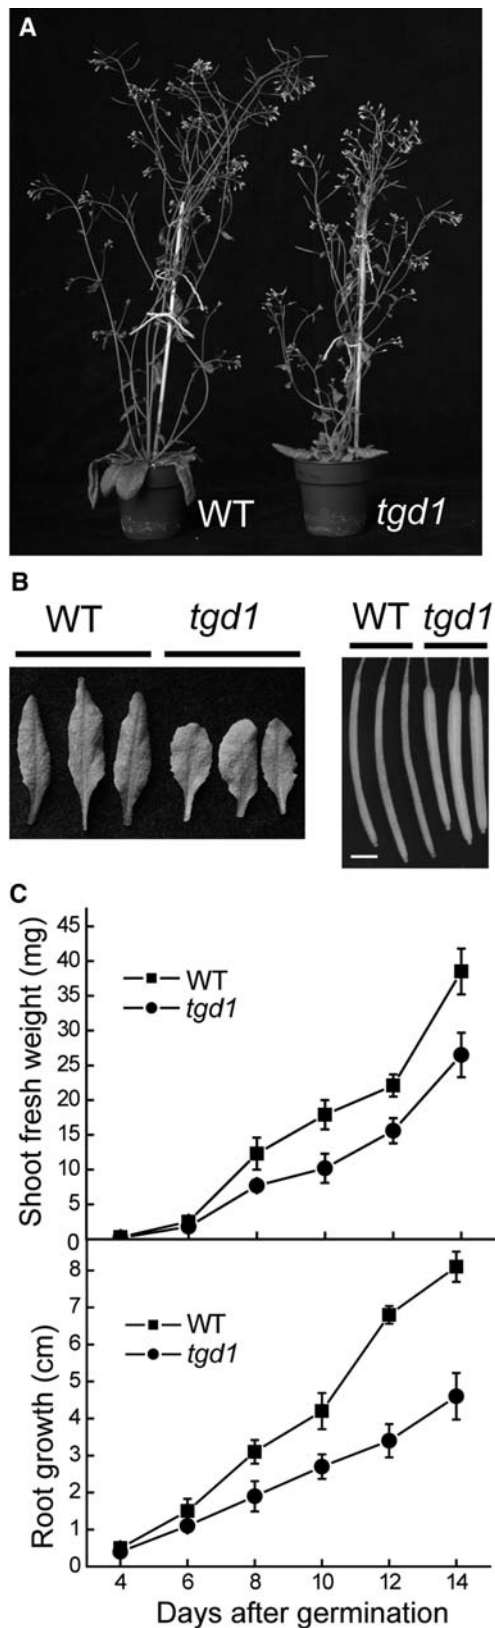 A
WT
tgd1
B
WT
tgd1
WT tgd1
C
Shoot fresh weight (mg)
45
40
35
30
25
20
15
10
5
0
WT
tgd1
Root growth (cm)
8
7
6
5
4
3
2
1
0
WT
tgd1
4 6 8 10 12 14
Days after germination